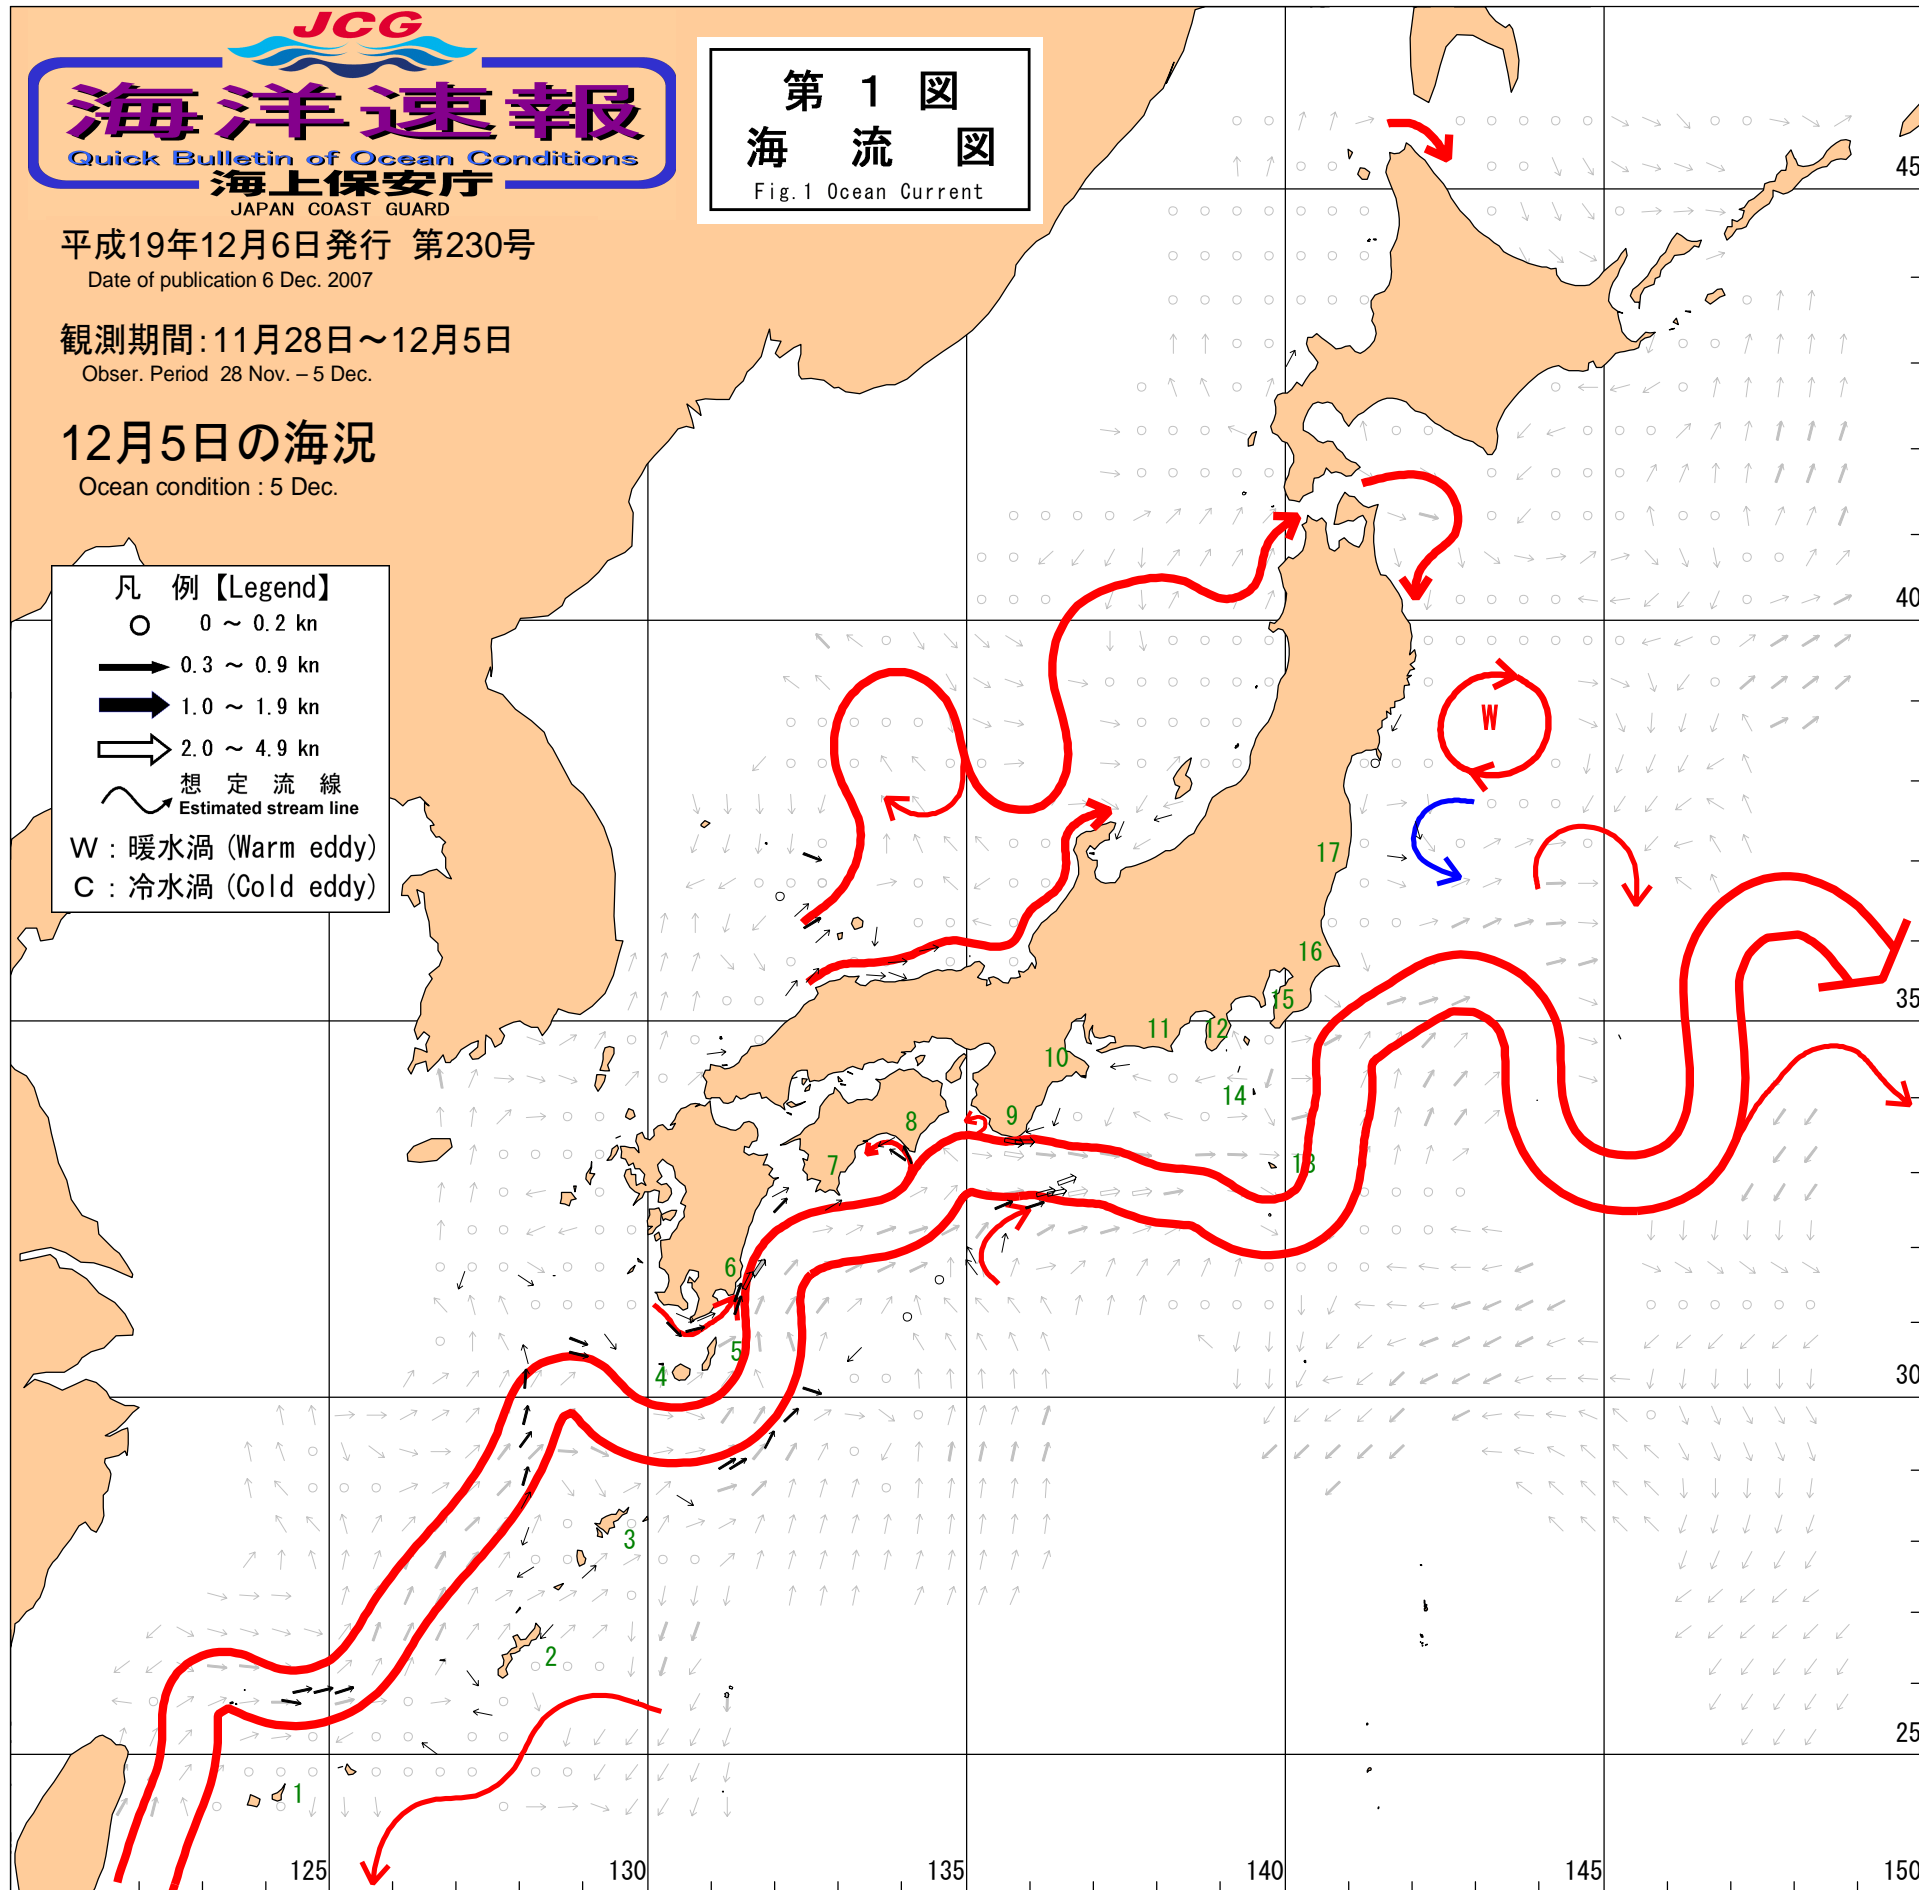 JCG
海洋速報
Quick Bulletin of Ocean Conditions
海上保安庁
JAPAN COAST GUARD
平成19年12月6日発行 第230号
Date of publication 6 Dec. 2007
観測期間:11月28日～12月5日
Obser. Period 28 Nov. – 5 Dec.
12月5日の海況
Ocean condition : 5 Dec.
第 1 図
海 流 図
Fig.1 Ocean Current
凡 例【Legend】
0 ～ 0.2 kn
0.3 ～ 0.9 kn
1.0 ～ 1.9 kn
2.0 ～ 4.9 kn
想 定 流 線
Estimated stream line
W : 暖水渦 (Warm eddy)
C : 冷水渦 (Cold eddy)
45
40
W
17
16
35
15
12
11
10
14
9
8
7
13
6
5
4
30
3
2
25
1
125
130
135
140
145
150